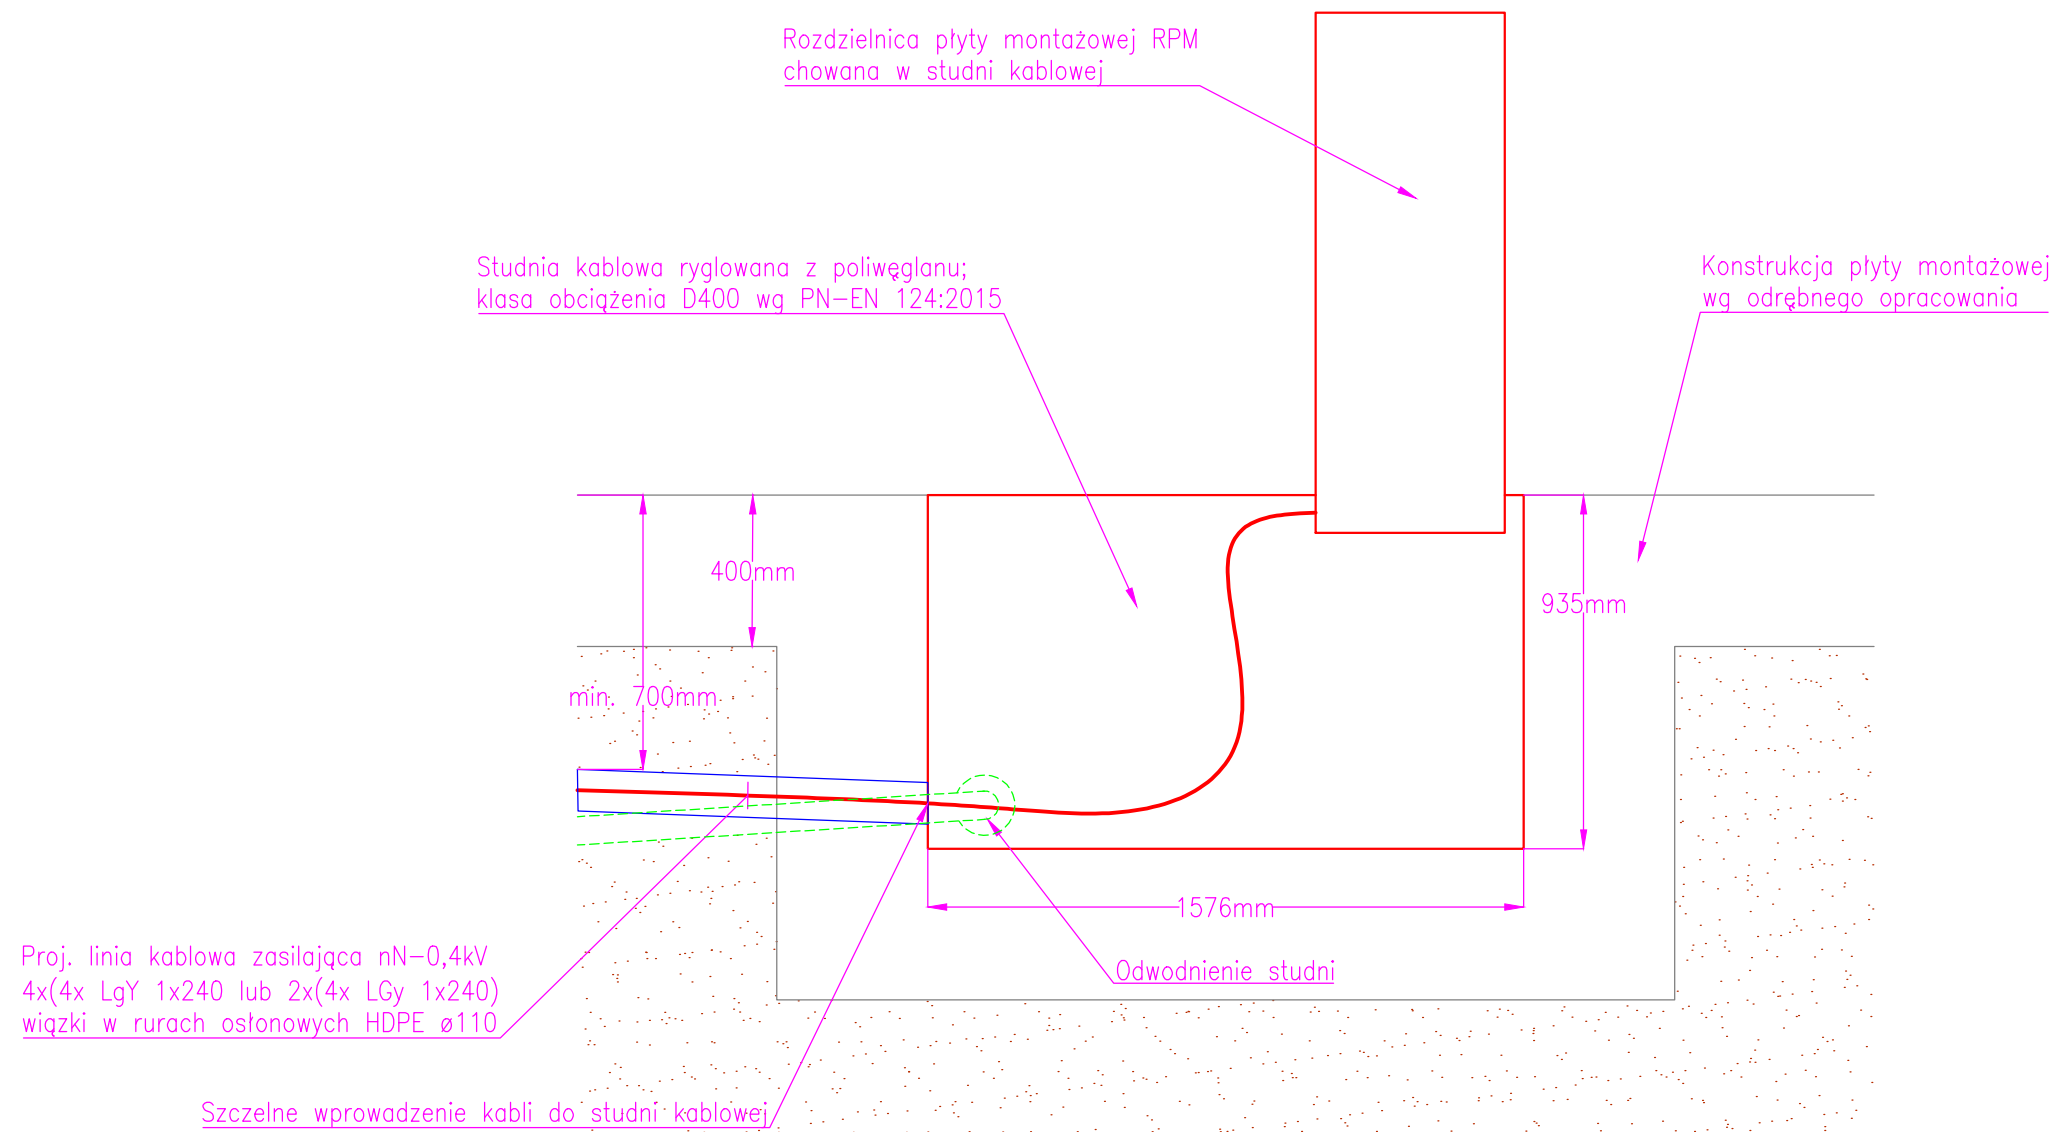 Rozdzielnica płyty montażowej RPM
chowana w studni kablowej
Studnia kablowa ryglowana z poliwęglanu;
klasa obciążenia D400 wg PN-EN 124:2015
Konstrukcja płyty montażowej
wg odrębnego opracowania
400mm
935mm
min. 700mm
1576mm
Proj. linia kablowa zasilająca nN-0,4kV
4x(4x LgY 1x240 lub 2x(4x LGy 1x240)
wiązki w rurach osłonowych HDPE ø110
Odwodnienie studni
Szczelne wprowadzenie kabli do studni kablowej